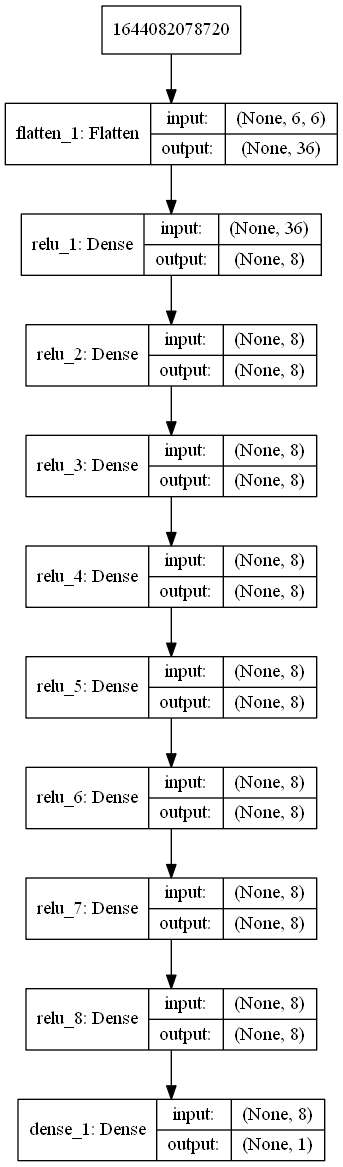 1644082078720
flatten_1: Flatten
input: (None, 6, 6)
output: (None, 36)
relu_1: Dense
input: (None, 36)
output: (None, 8)
relu_2: Dense
input: (None, 8)
output: (None, 8)
relu_3: Dense
input: (None, 8)
output: (None, 8)
relu_4: Dense
input: (None, 8)
output: (None, 8)
relu_5: Dense
input: (None, 8)
output: (None, 8)
relu_6: Dense
input: (None, 8)
output: (None, 8)
relu_7: Dense
input: (None, 8)
output: (None, 8)
relu_8: Dense
input: (None, 8)
output: (None, 8)
dense_1: Dense
input: (None, 8)
output: (None, 1)